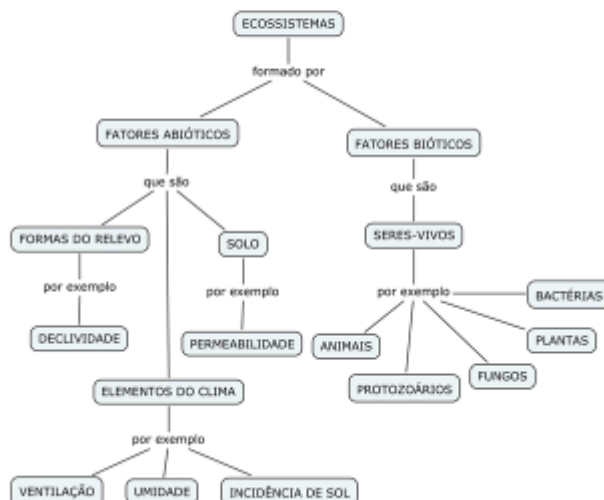 ECOSSISTEMAS
formado por
FATORES ABIÓTICOS
FATORES BIÓTICOS
que são
que são
FORMAS DO RELEVO
SOLO
SERES-VIVOS
por exemplo
por exemplo
por exemplo
BACTÉRIAS
DECLIVIDADE
PERMEABILIDADE
ANIMAIS
PLANTAS
PROTOZOÁRIOS
FUNGOS
ELEMENTOS DO CLIMA
por exemplo
VENTILAÇÃO
UMIDADE
INCIDÊNCIA DE SOL